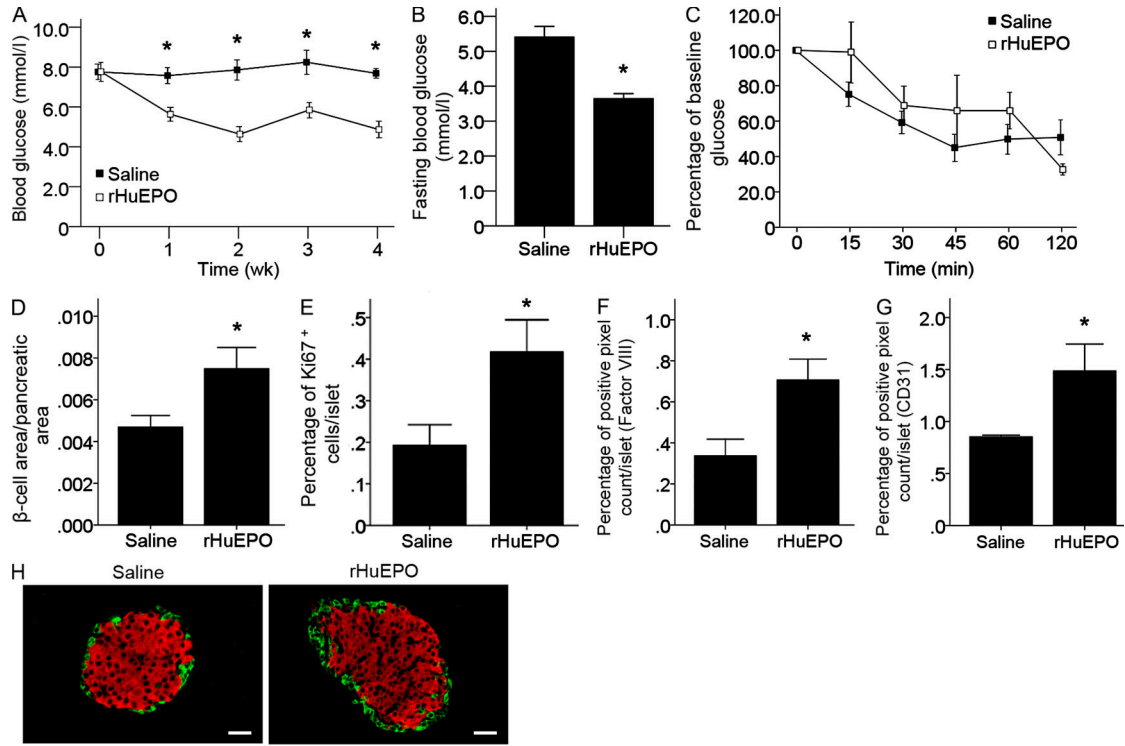 A
Blood glucose (mmol/l)
10
8.0
6.0
4.0
2.0
0
* * * *
Saline
rHuEPO
0 1 2 3 4
Time (wk)
B
Fasting blood glucose
(mmol/l)
6.0
5.0
4.0
3.0
2.0
1.0
0
*
Saline rHuEPO
C
Percentage of baseline
glucose
120.0
100.0
80.0
60.0
40.0
20.0
0
Saline
rHuEPO
0 15 30 45 60 120
Time (min)
D
β-cell area/pancreatic
area
.010
.008
.006
.004
.002
.000
*
Saline rHuEPO
E
Percentage of Ki67 +
cells/islet
.5
.4
.3
.2
.1
.0
*
Saline rHuEPO
F
Percentage of positive pixel
count/islet (Factor VIII)
1.0
.8
.6
.4
.2
.0
*
Saline rHuEPO
G
Percentage of positive pixel
count/islet (CD31)
2.0
1.5
1.0
.5
.0
*
Saline rHuEPO
H
Saline rHuEPO